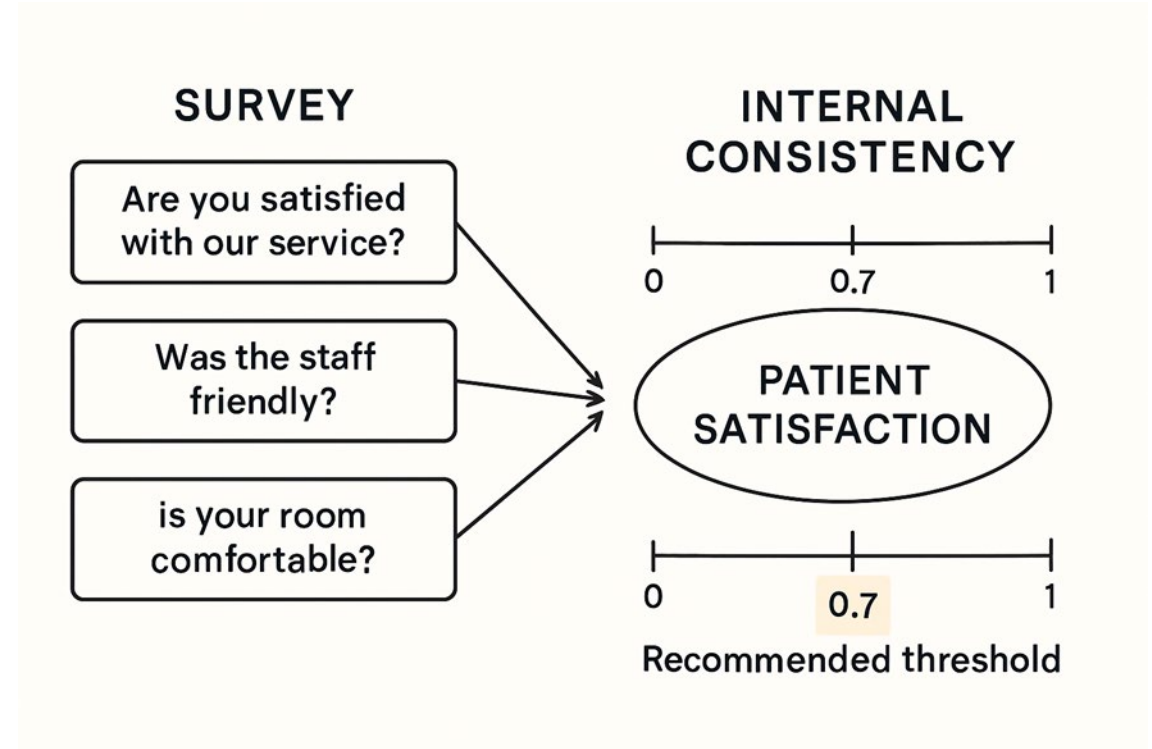 SURVEY
Are you satisfied
with our service?
Was the staff
friendly?
is your room
comfortable?
INTERNAL
CONSISTENCY
0 0.7 1
PATIENT
SATISFACTION
0 0.7 1
Recommended threshold